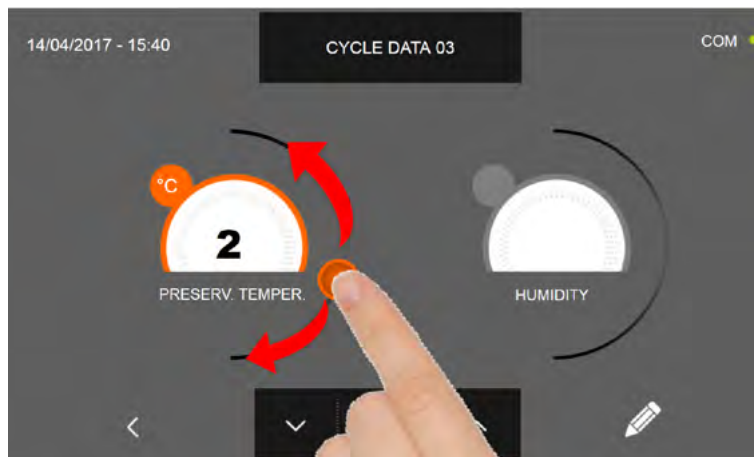 14/04/2017 - 15:40
CYCLE DATA 03
COM
°C
2
PRESERV. TEMPER.
HUMIDITY